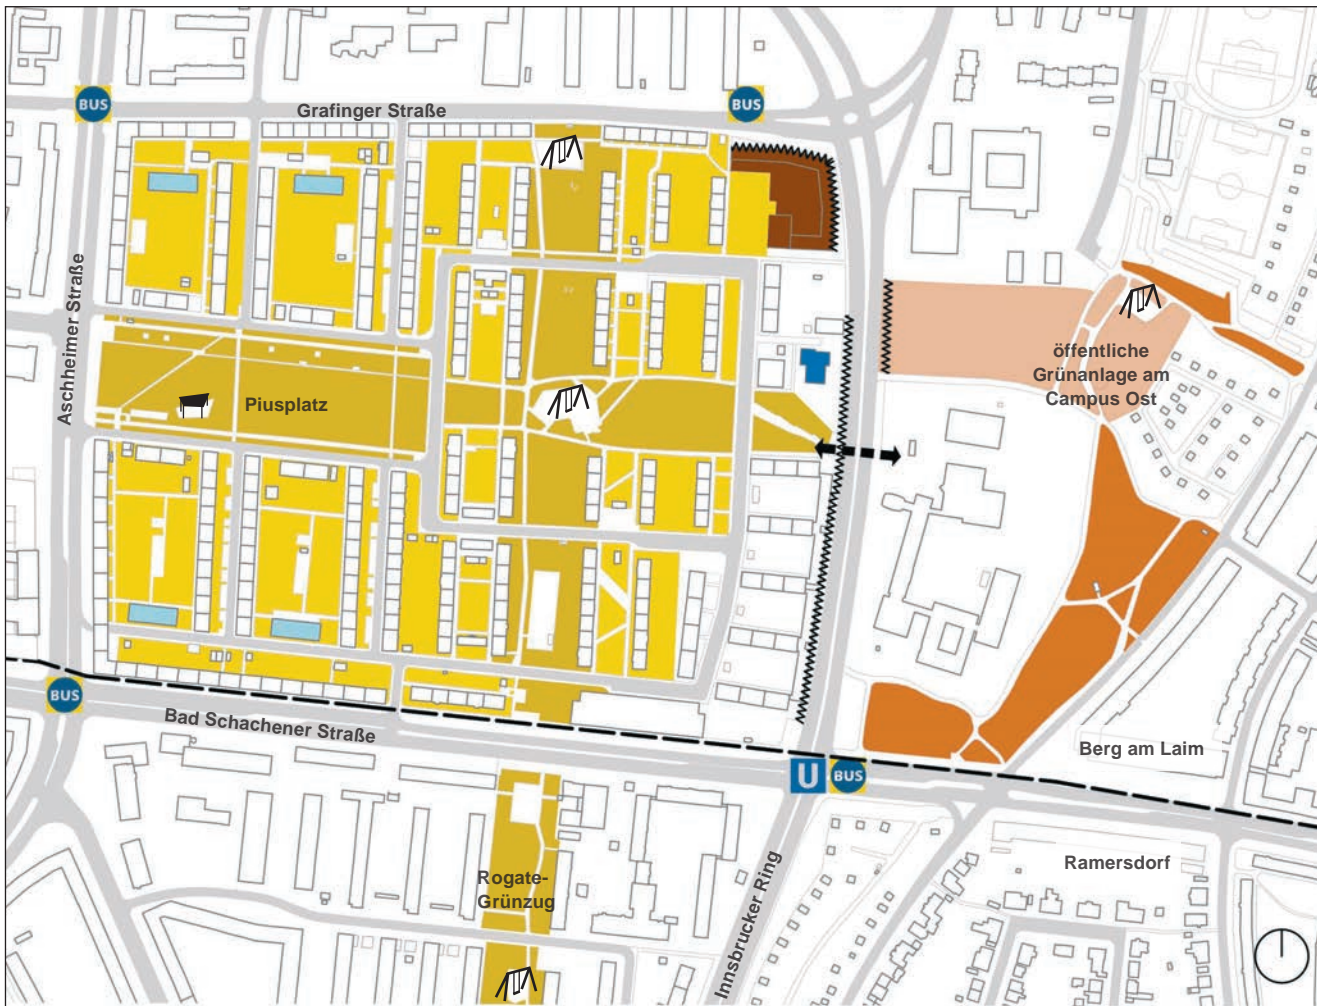 BUS
BUS
Grafinger Straße
Aschheimer Straße
Piusplatz
öffentliche
Grünanlage am
Campus Ost
BUS
Bad Schachener Straße
Berg am Laim
U
BUS
Innsbrucker Ring
Ramersdorf
Rogate-
Grünzug